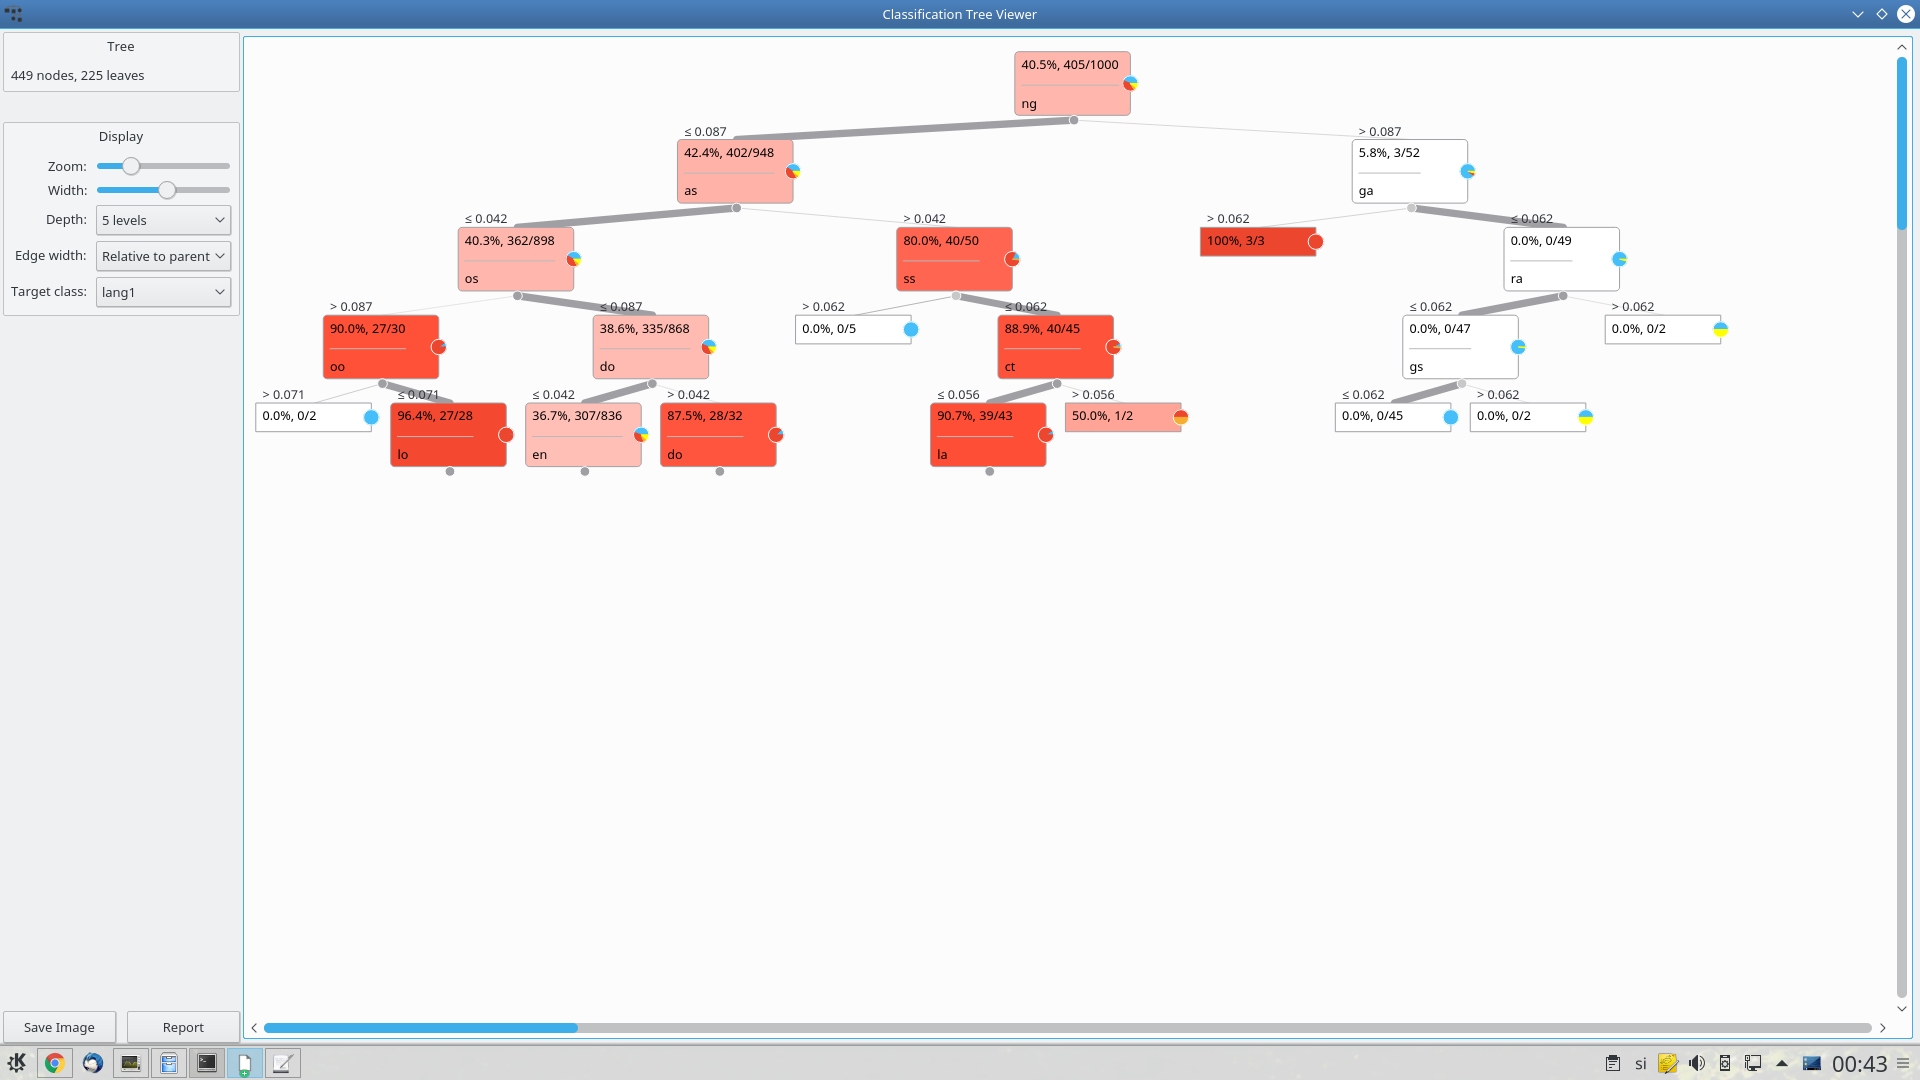 Classification Tree Viewer
Tree
449 nodes, 225 leaves
Display
Zoom:
Width:
Depth: 5 levels
Edge width: Relative to parent
Target class: lang1
Save Image Report
40.5%, 405/1000
ng
≤ 0.087 > 0.087
42.4%, 402/948 5.8%, 3/52
as ga
≤ 0.042 > 0.042 > 0.062 ≤ 0.062
40.3%, 362/898 80.0%, 40/50 100%, 3/3 0.0%, 0/49
os ss ra
> 0.087 ≤ 0.087 > 0.062 ≤ 0.062 ≤ 0.062 > 0.062
90.0%, 27/30 38.6%, 335/868 0.0%, 0/5 88.9%, 40/45 0.0%, 0/47 0.0%, 0/2
oo do ct gs
> 0.071 ≤ 0.071 ≤ 0.042 > 0.042 ≤ 0.056 > 0.056 ≤ 0.062 > 0.062
0.0%, 0/2 96.4%, 27/28 36.7%, 307/836 87.5%, 28/32 90.7%, 39/43 50.0%, 1/2 0.0%, 0/45 0.0%, 0/2
lo en do la
si 00:43